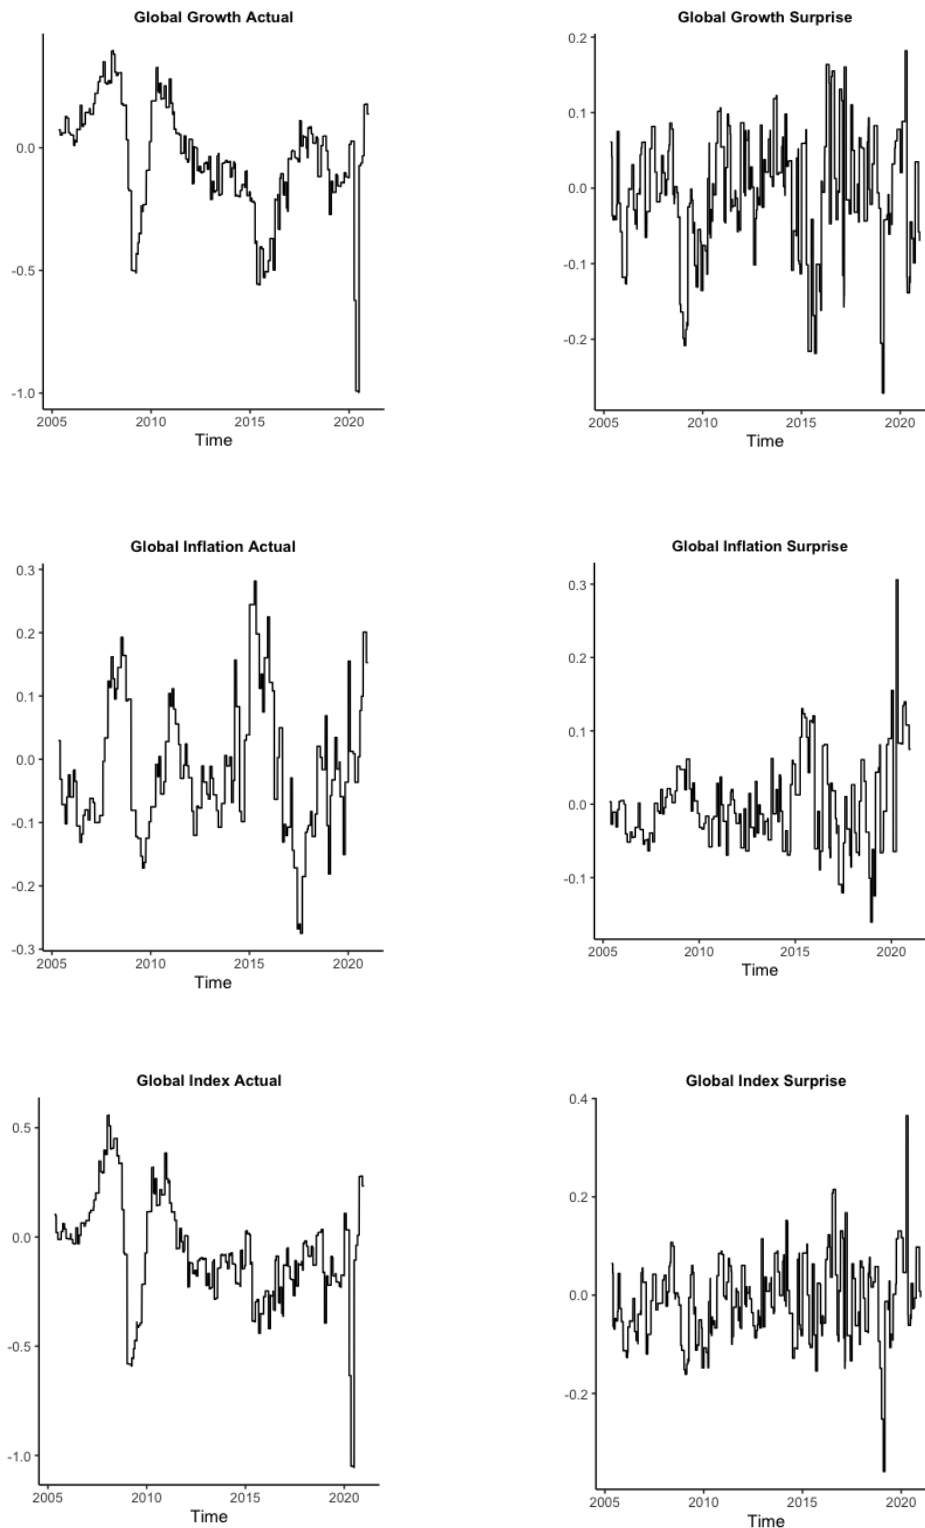 Global Growth Actual
0.0
-0.5
-1.0
2005 2010 2015 2020
Time
Global Growth Surprise
0.2
0.1
0.0
-0.1
-0.2
2005 2010 2015 2020
Time
Global Inflation Actual
0.3
0.2
0.1
0.0
-0.1
-0.2
-0.3
2005 2010 2015 2020
Time
Global Inflation Surprise
0.3
0.2
0.1
0.0
-0.1
2005 2010 2015 2020
Time
Global Index Actual
0.5
0.0
-0.5
-1.0
2005 2010 2015 2020
Time
Global Index Surprise
0.4
0.2
0.0
-0.2
2005 2010 2015 2020
Time